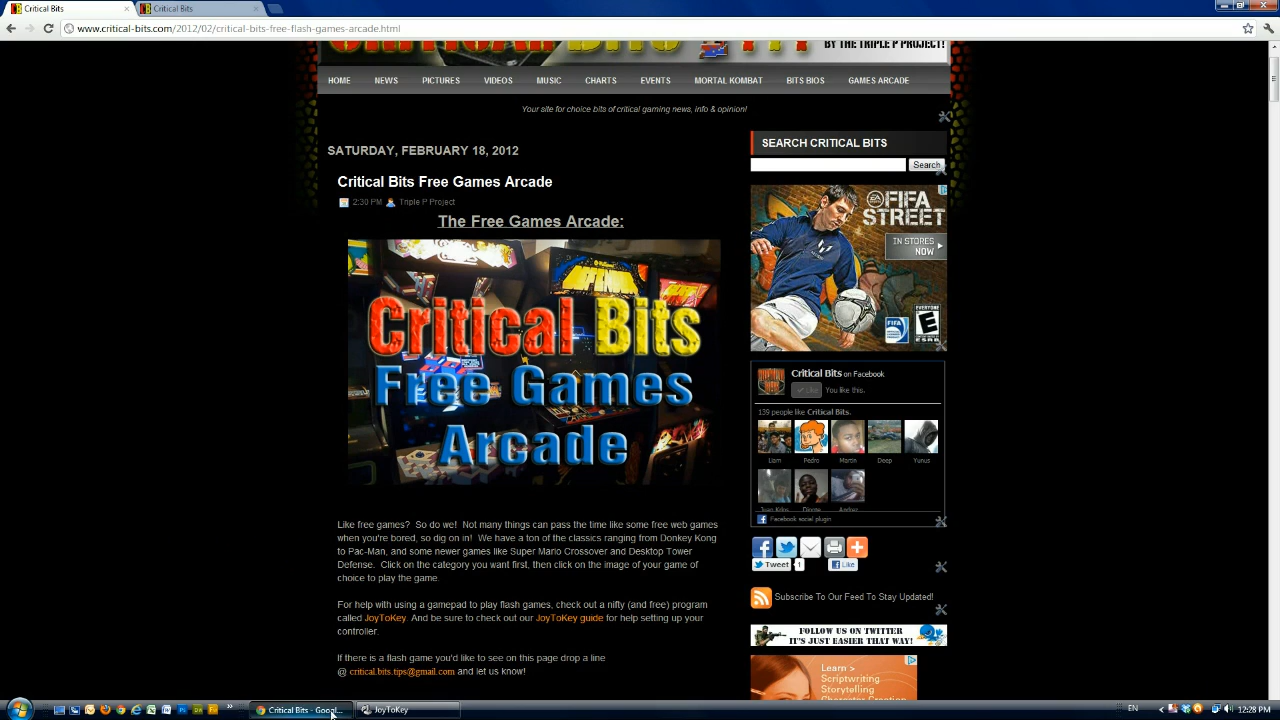 Critical Bits
Critical Bits
www.critical-bits.com/2012/02/critical-bits-free-flash-games-arcade.html
BY THE TRIPLE P PROJECT!
HOME NEWS PICTURES VIDEOS MUSIC CHARTS EVENTS MORTAL KOMBAT BITS BIOS GAMES ARCADE
Your site for choice bits of critical gaming news, info & opinion!
SATURDAY, FEBRUARY 18, 2012
Critical Bits Free Games Arcade
2:30 PM Triple P Project
The Free Games Arcade:
Critical Bits
Free Games
Arcade
Like free games? So do we! Not many things can pass the time like some free web games
when you're bored, so dig on in! We have a ton of the classics ranging from Donkey Kong
to Pac-Man, and some newer games like Super Mario Crossover and Desktop Tower
Defense. Click on the category you want first, then click on the image of your game of
choice to play the game.
For help with using a gamepad to play flash games, check out a nifty (and free) program
called JoyToKey. And be sure to check out our JoyToKey guide for help setting up your
controller.
If there is a flash game you'd like to see on this page drop a line
@ critical.bits.tips@gmail.com and let us know!
SEARCH CRITICAL BITS
Search
EA SPORTS
FIFA
STREET
IN STORES
NOW
FIFA
EVERYONE
E
ESRB
Critical Bits on Facebook
Like You like this.
139 people like Critical Bits.
Liam Pedro Martin Deep Yunus
Facebook social plugin
Tweet 1 Like
Subscribe To Our Feed To Stay Updated!
FOLLOW US ON TWITTER
IT'S JUST EASIER THAT WAY!
Learn >
Scriptwriting
Storytelling
Character Creation
Critical Bits - Googl...
JoyToKey
EN
12:28 PM